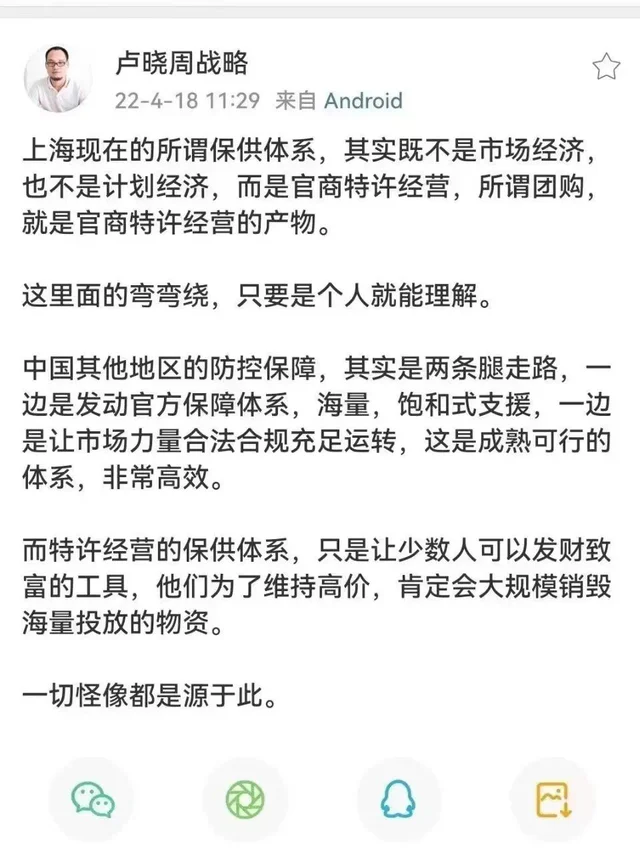 卢晓周战略
22-4-18 11:29 来自 Android
上海现在的所谓保供体系，其实既不是市场经济，
也不是计划经济，而是官商特许经营，所谓团购，
就是官商特许经营的产物。
这里面的弯弯绕，只要是个人就能理解。
中国其他地区的防控保障，其实是两条腿走路，一
边是发动官方保障体系，海量，饱和式支援，一边
是让市场力量合法合规充足运转，这是成熟可行的
体系，非常高效。
而特许经营的保供体系，只是让少数人可以发财致
富的工具，他们为了维持高价，肯定会大规模销毁
海量投放的物资。
一切怪像都是源于此。